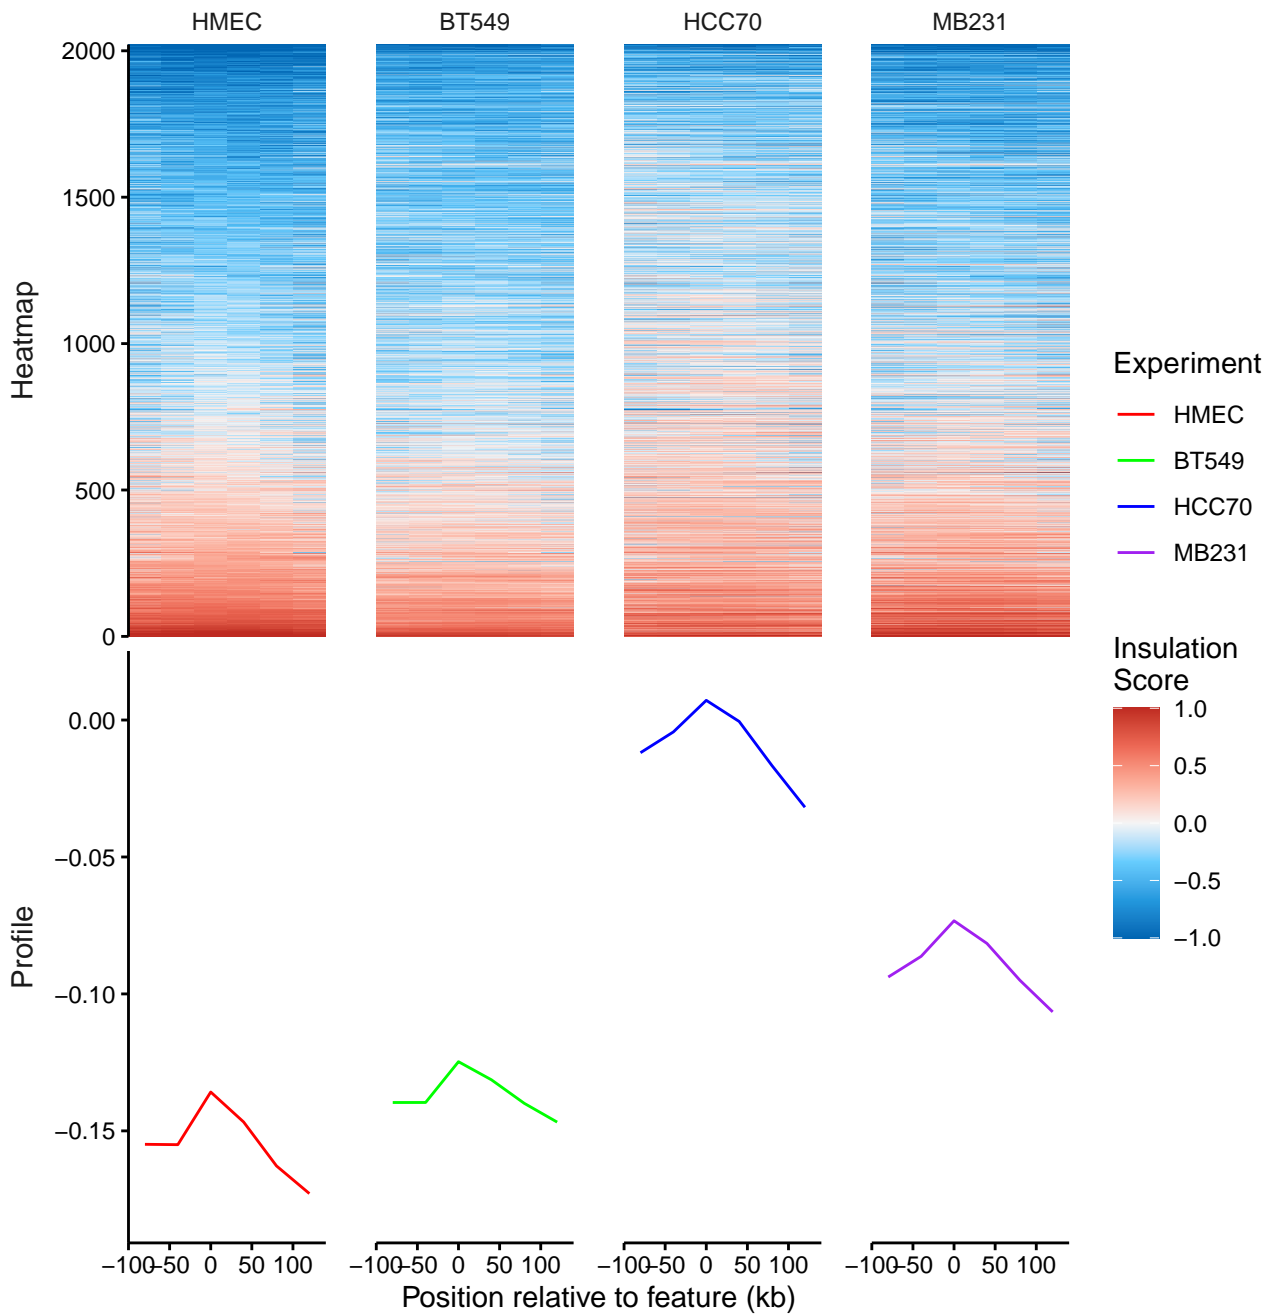 HMEC BT549 HCC70 MB231
2000
1500
1000
500
0
Heatmap
Experiment
HMEC
BT549
HCC70
MB231
Insulation
Score
1.0
0.5
0.0
−0.5
−1.0
0.00
−0.05
−0.10
−0.15
Profile
−100 −50 0 50 100 −100 −50 0 50 100 −100 −50 0 50 100 −100 −50 0 50 100
Position relative to feature (kb)